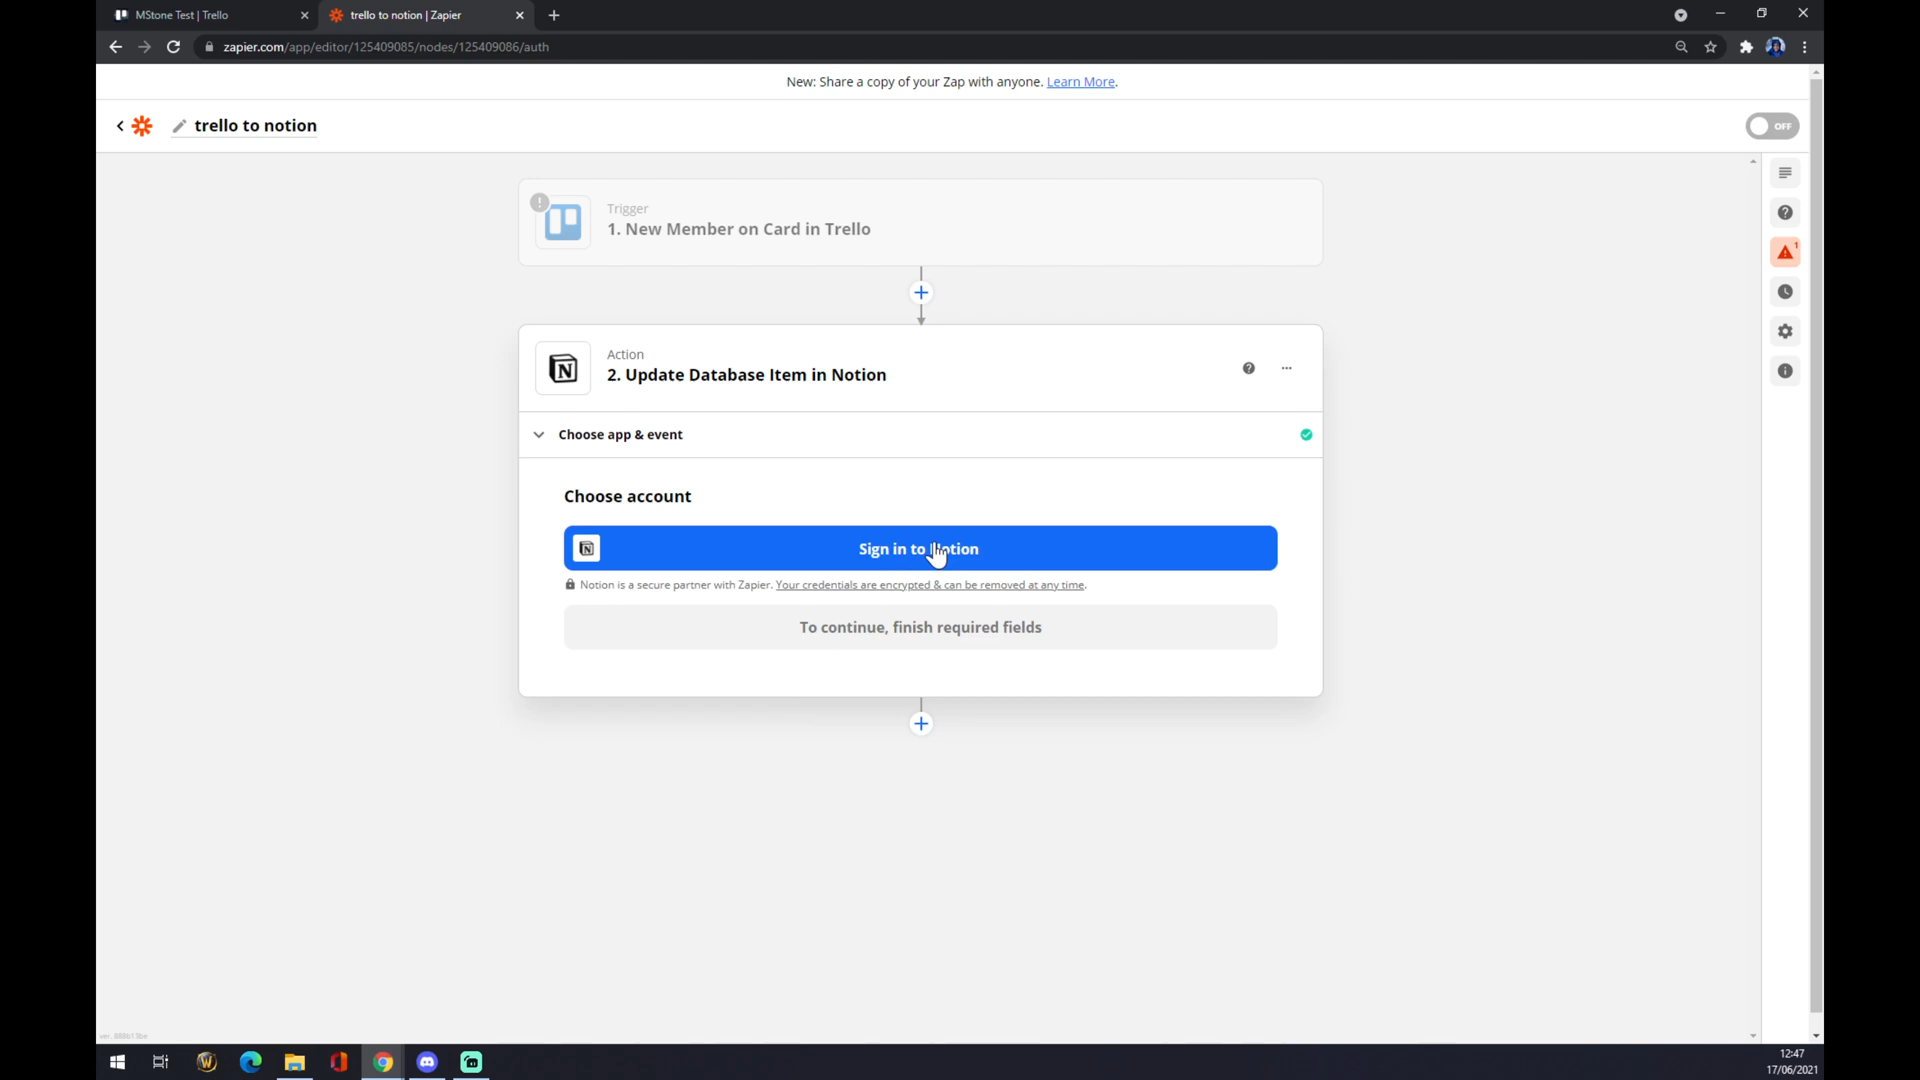 MStone Test | Trello
trello to notion | Zapier
zapier.com/app/editor/125409085/nodes/125409086/auth
New: Share a copy of your Zap with anyone. Learn More.
trello to notion
OFF
Trigger
1. New Member on Card in Trello
1
Action
2. Update Database Item in Notion
Choose app & event
Choose account
Sign in to Notion
Notion is a secure partner with Zapier. Your credentials are encrypted & can be removed at any time.
To continue, finish required fields
12:47
17/06/2021